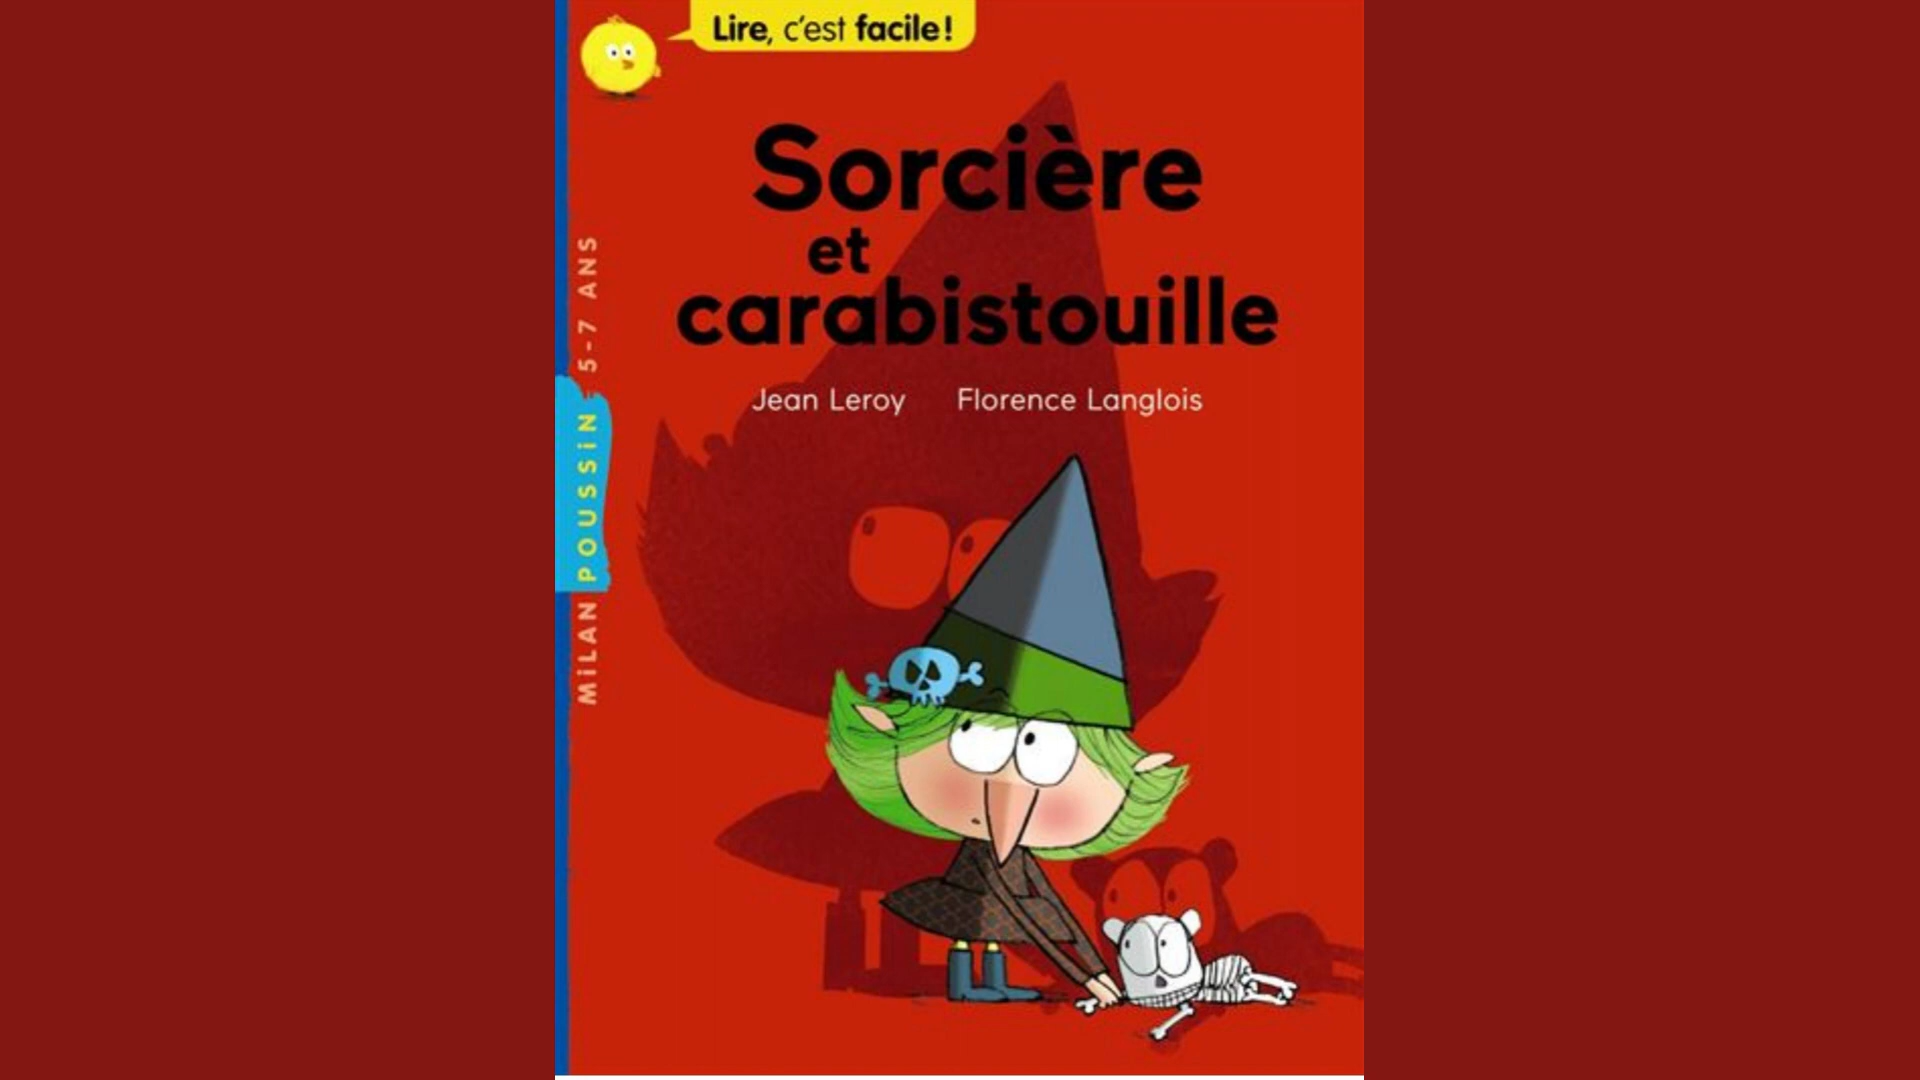 Lire, c'est facile !
Sorcière
et
carabistouille
Jean Leroy Florence Langlois
MiLAN POUSSiN - 5-7 ANS